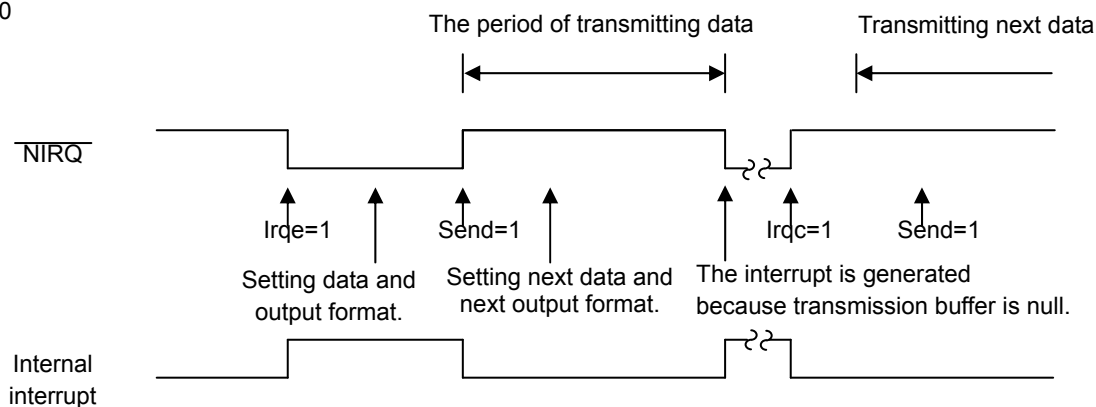 0
The period of transmitting data
Transmitting next data
NIRQ
Irqe=1
Send=1
Irqc=1
Send=1
Setting data and
output format.
Setting next data and
next output format.
The interrupt is generated
because transmission buffer is null.
Internal
interrupt